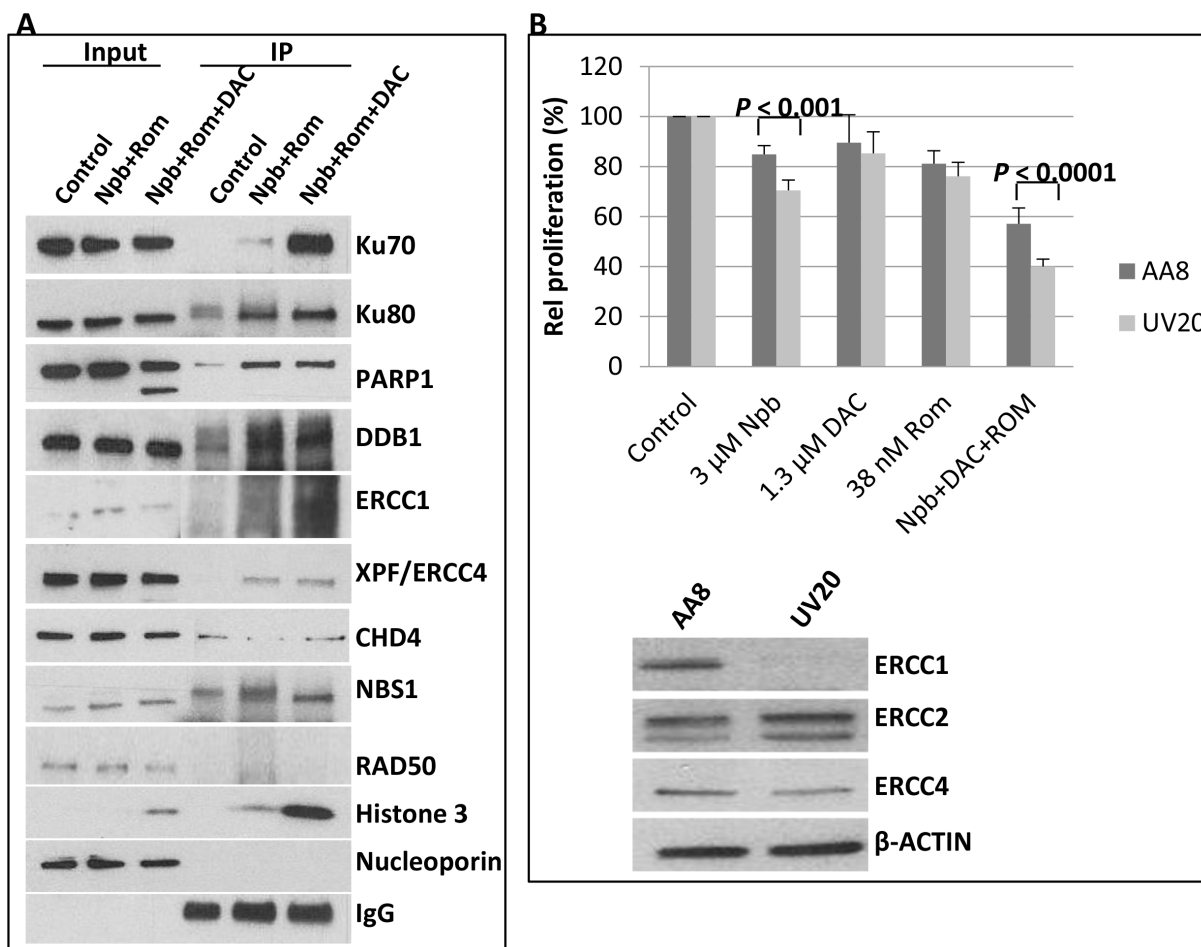 A
Input IP
Control
Npb+Rom
Npb+Rom+DAC
Control
Npb+Rom
Npb+Rom+DAC
Ku70
Ku80
PARP1
DDB1
ERCC1
XPF/ERCC4
CHD4
NBS1
RAD50
Histone 3
Nucleoporin
IgG
B
Rel proliferation (%)
120
100
80
60
40
20
0
P < 0.001
P < 0.0001
AA8
UV20
Control
3 μM Npb
1.3 μM DAC
38 nM Rom
Npb+DAC+ROM
AA8 UV20
ERCC1
ERCC2
ERCC4
β-ACTIN